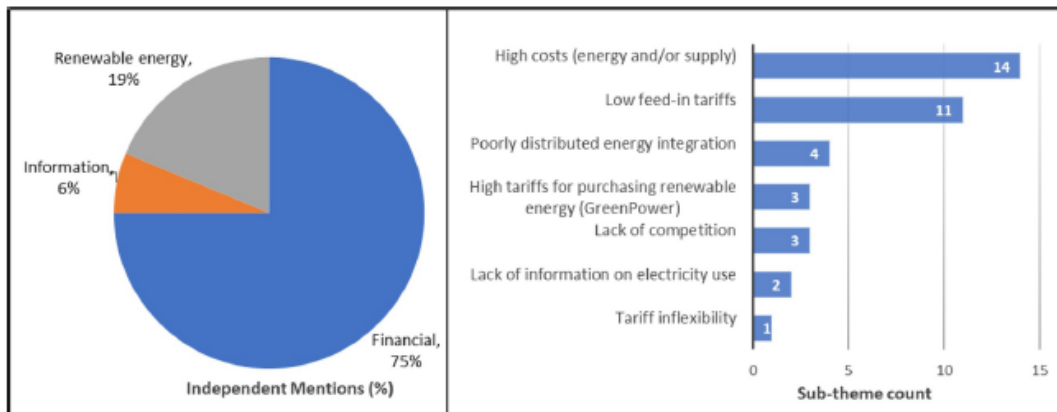 Renewable energy,
19%
Information,
6%
Financial,
75%
Independent Mentions (%)
High costs (energy and/or supply)
14
Low feed-in tariffs
11
Poorly distributed energy integration
4
High tariffs for purchasing renewable
energy (GreenPower)
3
Lack of competition
3
Lack of information on electricity use
2
Tariff inflexibility
1
0
5
10
15
Sub-theme count